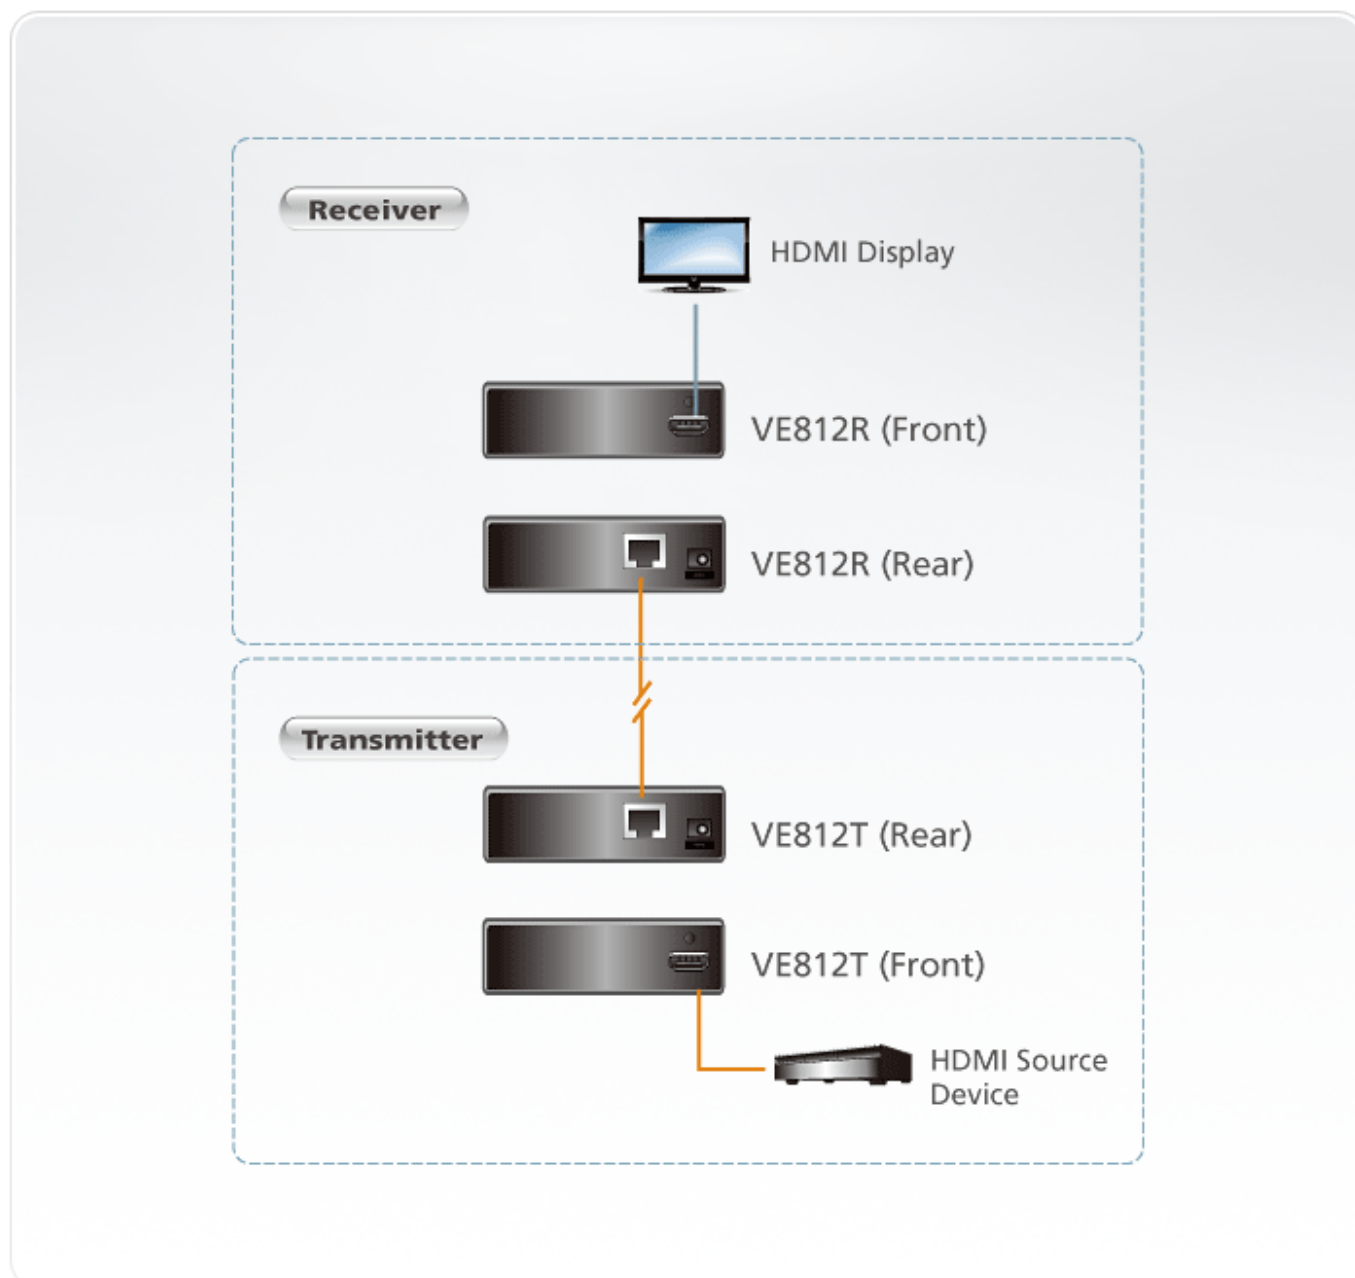 Receiver
HDMI Display
VE812R (Front)
VE812R (Rear)
Transmitter
VE812T (Rear)
VE812T (Front)
HDMI Source
Device